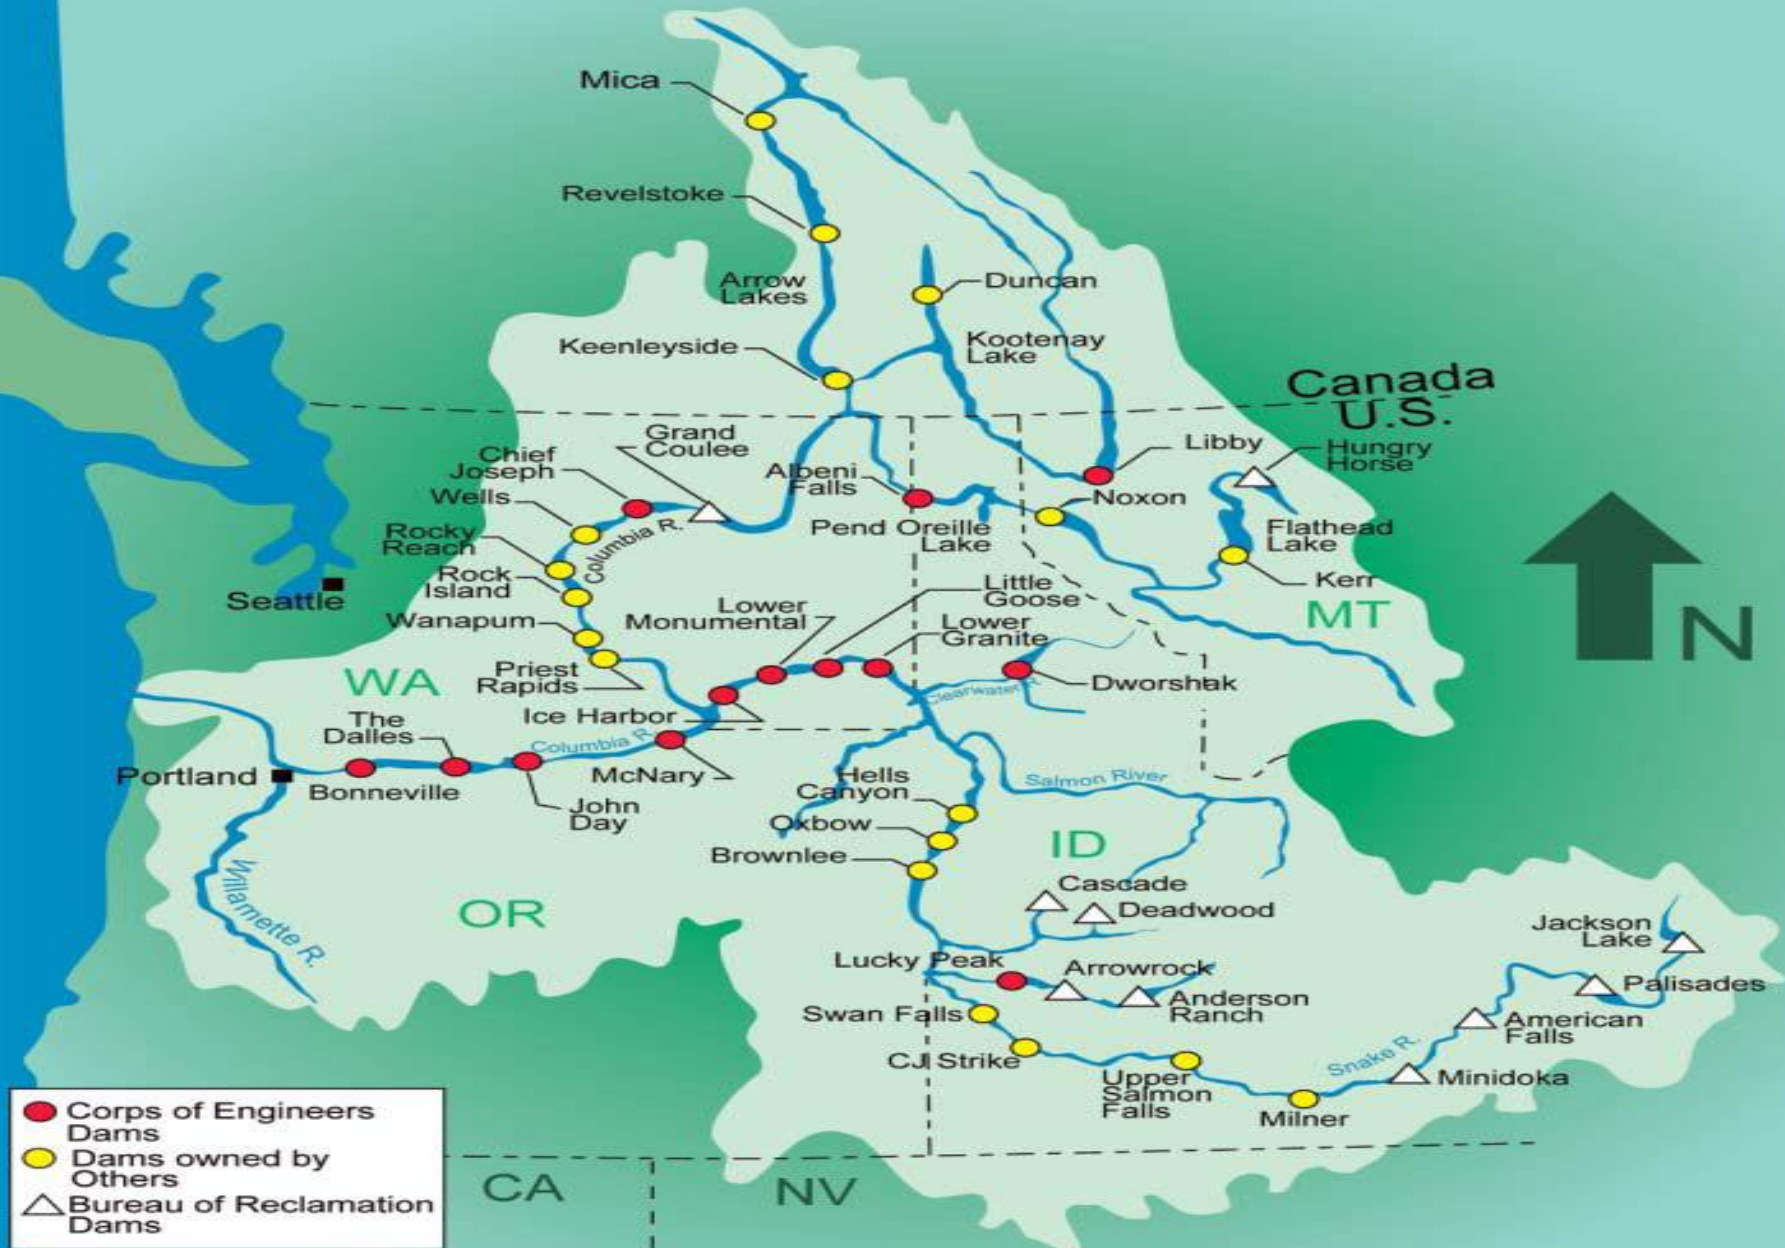 Mica
Revelstoke
Arrow
Lakes
Duncan
Keenleyside
Kootenay
Lake
Canada
U.S.
Grand
Coulee
Chief
Joseph
Libby
Hungry
Horse
Albeni
Falls
Wells
Noxon
Columbia R.
Pend Oreille
Lake
Flathead
Lake
Rocky
Reach
Rock
Island
Kerr
Little
Goose
Seattle
Lower
Monumental
Wanapum
Lower
Granite
MT
N
WA
Priest
Rapids
Dworshak
Clearwater R.
Ice Harbor
The
Dalles
Columbia R.
Portland
Bonneville
McNary
John
Day
Hells
Canyon
Salmon River
Oxbow
Brownlee
ID
Willamette R.
OR
Cascade
Deadwood
Jackson
Lake
Lucky Peak
Arrowrock
Palisades
Anderson
Ranch
Swan Falls
American
Falls
CJ Strike
Snake R.
Upper
Salmon
Falls
Minidoka
Milner
Corps of Engineers
Dams
Dams owned by
Others
Bureau of Reclamation
Dams
CA
NV